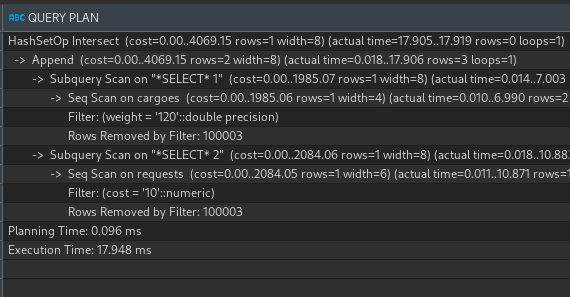 ABC QUERY PLAN
HashSetOp Intersect (cost=0.00..4069.15 rows=1 width=8) (actual time=17.905..17.919 rows=0 loops=1)
-> Append (cost=0.00..4069.15 rows=2 width=8) (actual time=0.018..17.906 rows=3 loops=1)
-> Subquery Scan on "*SELECT* 1" (cost=0.00..1985.07 rows=1 width=8) (actual time=0.014..7.003
-> Seq Scan on cargoes (cost=0.00..1985.06 rows=1 width=4) (actual time=0.010..6.990 rows=2
Filter: (weight = '120'::double precision)
Rows Removed by Filter: 100003
-> Subquery Scan on "*SELECT* 2" (cost=0.00..2084.06 rows=1 width=8) (actual time=0.018..10.883
-> Seq Scan on requests (cost=0.00..2084.05 rows=1 width=6) (actual time=0.011..10.871 rows=1
Filter: (cost = '10'::numeric)
Rows Removed by Filter: 100003
Planning Time: 0.096 ms
Execution Time: 17.948 ms